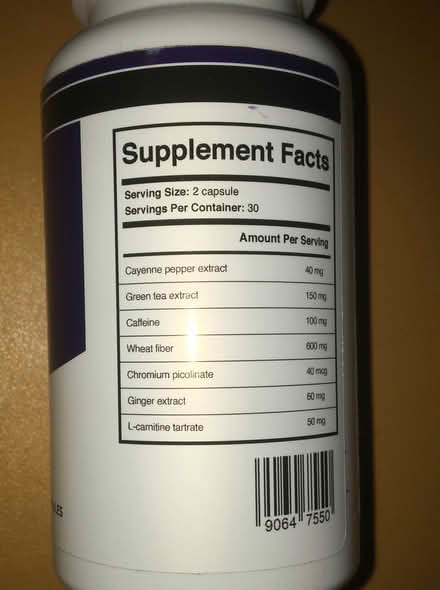 Supplement Facts
Serving Size: 2 capsule
Servings Per Container: 30
Amount Per Serving
Cayenne pepper extract 40 mg
Green tea extract 150 mg
Caffeine 100 mg
Wheat fiber 600 mg
Chromium picolinate 40 mcg
Ginger extract 60 mg
L-carnitine tartrate 50 mg
9064 7550